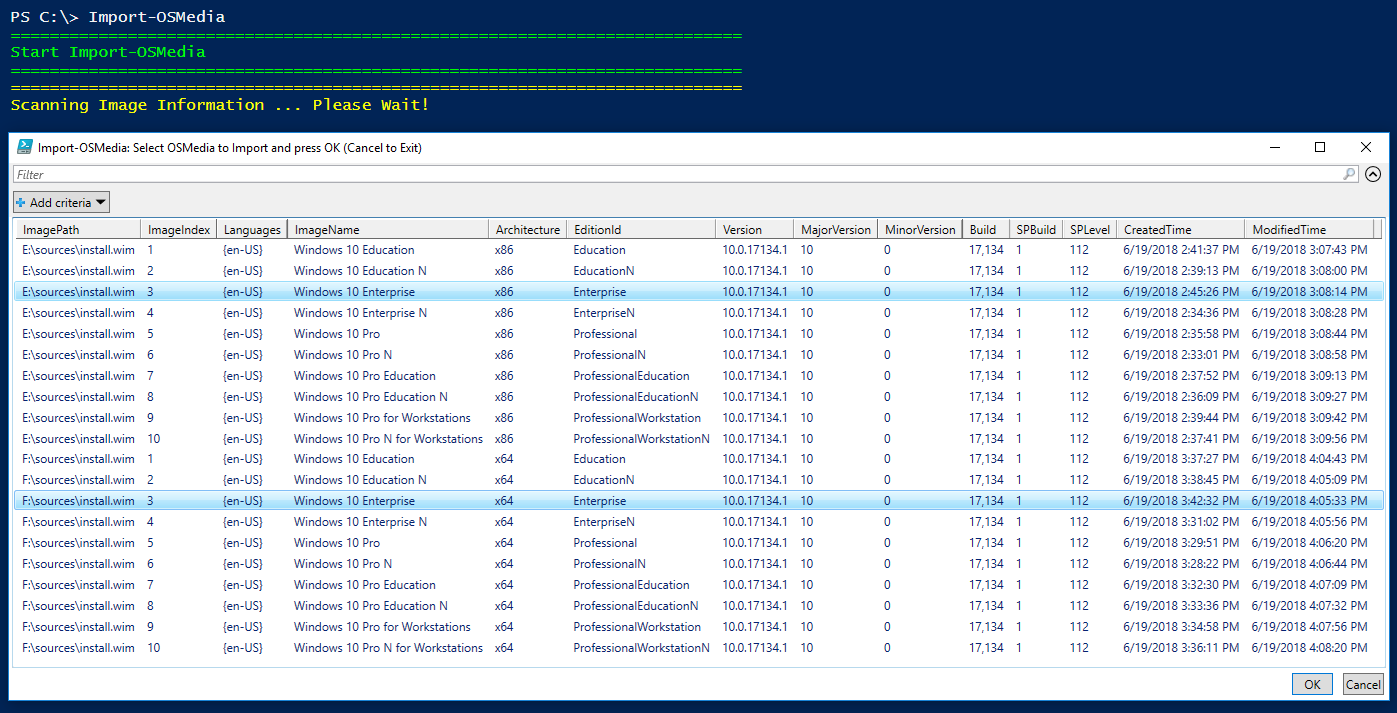 PS C:\> Import-OSMedia
===========================================================================
Start Import-OSMedia
===========================================================================
===========================================================================
Scanning Image Information ... Please Wait!
Import-OSMedia: Select OSMedia to Import and press OK (Cancel to Exit)
Filter
Add criteria
ImagePath ImageIndex Languages ImageName Architecture EditionId Version MajorVersion MinorVersion Build SPBuild SPLevel CreatedTime ModifiedTime
E:\sources\install.wim 1 {en-US} Windows 10 Education x86 Education 10.0.17134.1 10 0 17,134 1 112 6/19/2018 2:41:37 PM 6/19/2018 3:07:43 PM
E:\sources\install.wim 2 {en-US} Windows 10 Education N x86 EducationN 10.0.17134.1 10 0 17,134 1 112 6/19/2018 2:39:13 PM 6/19/2018 3:08:00 PM
E:\sources\install.wim 3 {en-US} Windows 10 Enterprise x86 Enterprise 10.0.17134.1 10 0 17,134 1 112 6/19/2018 2:45:26 PM 6/19/2018 3:08:14 PM
E:\sources\install.wim 4 {en-US} Windows 10 Enterprise N x86 EnterpriseN 10.0.17134.1 10 0 17,134 1 112 6/19/2018 2:34:36 PM 6/19/2018 3:08:28 PM
E:\sources\install.wim 5 {en-US} Windows 10 Pro x86 Professional 10.0.17134.1 10 0 17,134 1 112 6/19/2018 2:35:58 PM 6/19/2018 3:08:44 PM
E:\sources\install.wim 6 {en-US} Windows 10 Pro N x86 ProfessionalN 10.0.17134.1 10 0 17,134 1 112 6/19/2018 2:33:01 PM 6/19/2018 3:08:58 PM
E:\sources\install.wim 7 {en-US} Windows 10 Pro Education x86 ProfessionalEducation 10.0.17134.1 10 0 17,134 1 112 6/19/2018 2:37:52 PM 6/19/2018 3:09:13 PM
E:\sources\install.wim 8 {en-US} Windows 10 Pro Education N x86 ProfessionalEducationN 10.0.17134.1 10 0 17,134 1 112 6/19/2018 2:36:09 PM 6/19/2018 3:09:27 PM
E:\sources\install.wim 9 {en-US} Windows 10 Pro for Workstations x86 ProfessionalWorkstation 10.0.17134.1 10 0 17,134 1 112 6/19/2018 2:39:44 PM 6/19/2018 3:09:42 PM
E:\sources\install.wim 10 {en-US} Windows 10 Pro N for Workstations x86 ProfessionalWorkstationN 10.0.17134.1 10 0 17,134 1 112 6/19/2018 2:37:41 PM 6/19/2018 3:09:56 PM
F:\sources\install.wim 1 {en-US} Windows 10 Education x64 Education 10.0.17134.1 10 0 17,134 1 112 6/19/2018 3:37:27 PM 6/19/2018 4:04:43 PM
F:\sources\install.wim 2 {en-US} Windows 10 Education N x64 EducationN 10.0.17134.1 10 0 17,134 1 112 6/19/2018 3:38:45 PM 6/19/2018 4:05:09 PM
F:\sources\install.wim 3 {en-US} Windows 10 Enterprise x64 Enterprise 10.0.17134.1 10 0 17,134 1 112 6/19/2018 3:42:32 PM 6/19/2018 4:05:33 PM
F:\sources\install.wim 4 {en-US} Windows 10 Enterprise N x64 EnterpriseN 10.0.17134.1 10 0 17,134 1 112 6/19/2018 3:31:02 PM 6/19/2018 4:05:56 PM
F:\sources\install.wim 5 {en-US} Windows 10 Pro x64 Professional 10.0.17134.1 10 0 17,134 1 112 6/19/2018 3:29:51 PM 6/19/2018 4:06:20 PM
F:\sources\install.wim 6 {en-US} Windows 10 Pro N x64 ProfessionalN 10.0.17134.1 10 0 17,134 1 112 6/19/2018 3:28:22 PM 6/19/2018 4:06:44 PM
F:\sources\install.wim 7 {en-US} Windows 10 Pro Education x64 ProfessionalEducation 10.0.17134.1 10 0 17,134 1 112 6/19/2018 3:32:30 PM 6/19/2018 4:07:09 PM
F:\sources\install.wim 8 {en-US} Windows 10 Pro Education N x64 ProfessionalEducationN 10.0.17134.1 10 0 17,134 1 112 6/19/2018 3:33:36 PM 6/19/2018 4:07:32 PM
F:\sources\install.wim 9 {en-US} Windows 10 Pro for Workstations x64 ProfessionalWorkstation 10.0.17134.1 10 0 17,134 1 112 6/19/2018 3:34:58 PM 6/19/2018 4:07:56 PM
F:\sources\install.wim 10 {en-US} Windows 10 Pro N for Workstations x64 ProfessionalWorkstationN 10.0.17134.1 10 0 17,134 1 112 6/19/2018 3:36:11 PM 6/19/2018 4:08:20 PM
OK Cancel